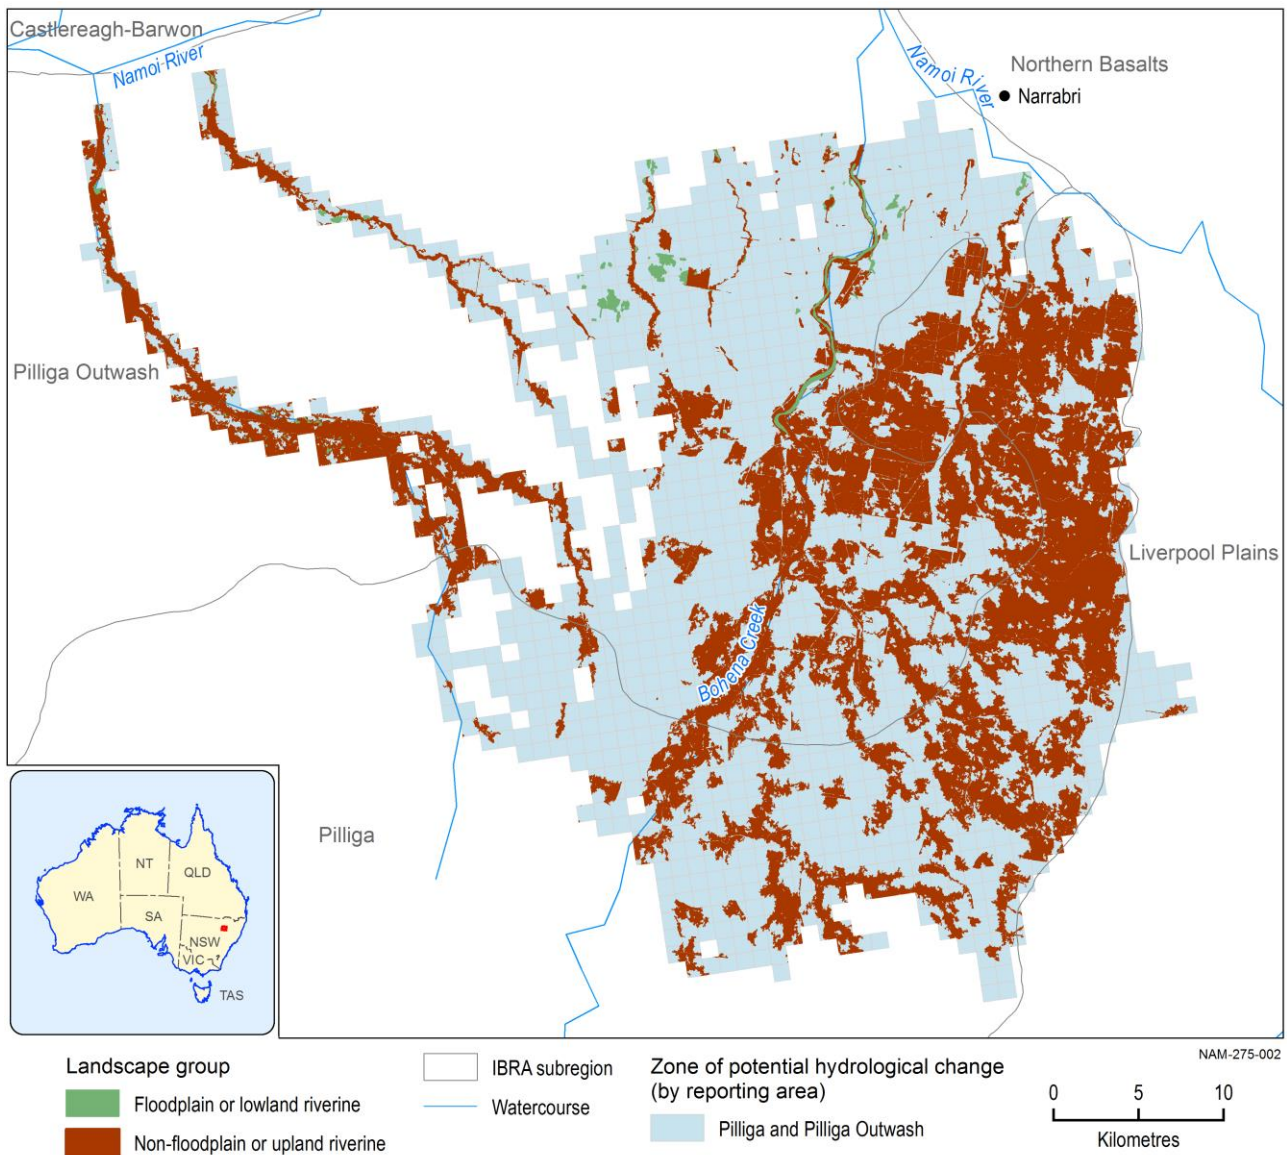 Castlereagh-Barwon
Namoi River
Namoi River
Northern Basalts
Narrabri
Pilliga Outwash
Liverpool Plains
Bohena Creek
Pilliga
WA
NT
QLD
SA
NSW
VIC
TAS
NAM-275-002
Landscape group
Floodplain or lowland riverine
Non-floodplain or upland riverine
IBRA subregion
Watercourse
Zone of potential hydrological change
(by reporting area)
Pilliga and Pilliga Outwash
0 5 10
Kilometres